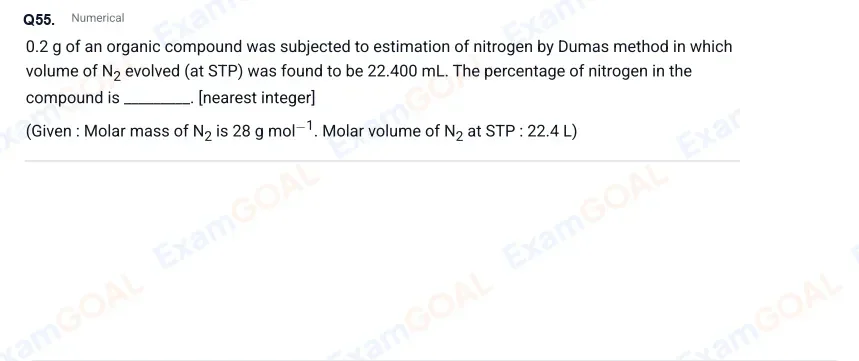 Q55. Numerical
0.2 g of an organic compound was subjected to estimation of nitrogen by Dumas method in which
volume of N₂ evolved (at STP) was found to be 22.400 mL. The percentage of nitrogen in the
compound is ________. [nearest integer]
(Given : Molar mass of N₂ is 28 g mol⁻¹. Molar volume of N₂ at STP : 22.4 L)
ExamGOAL
ExamGOAL